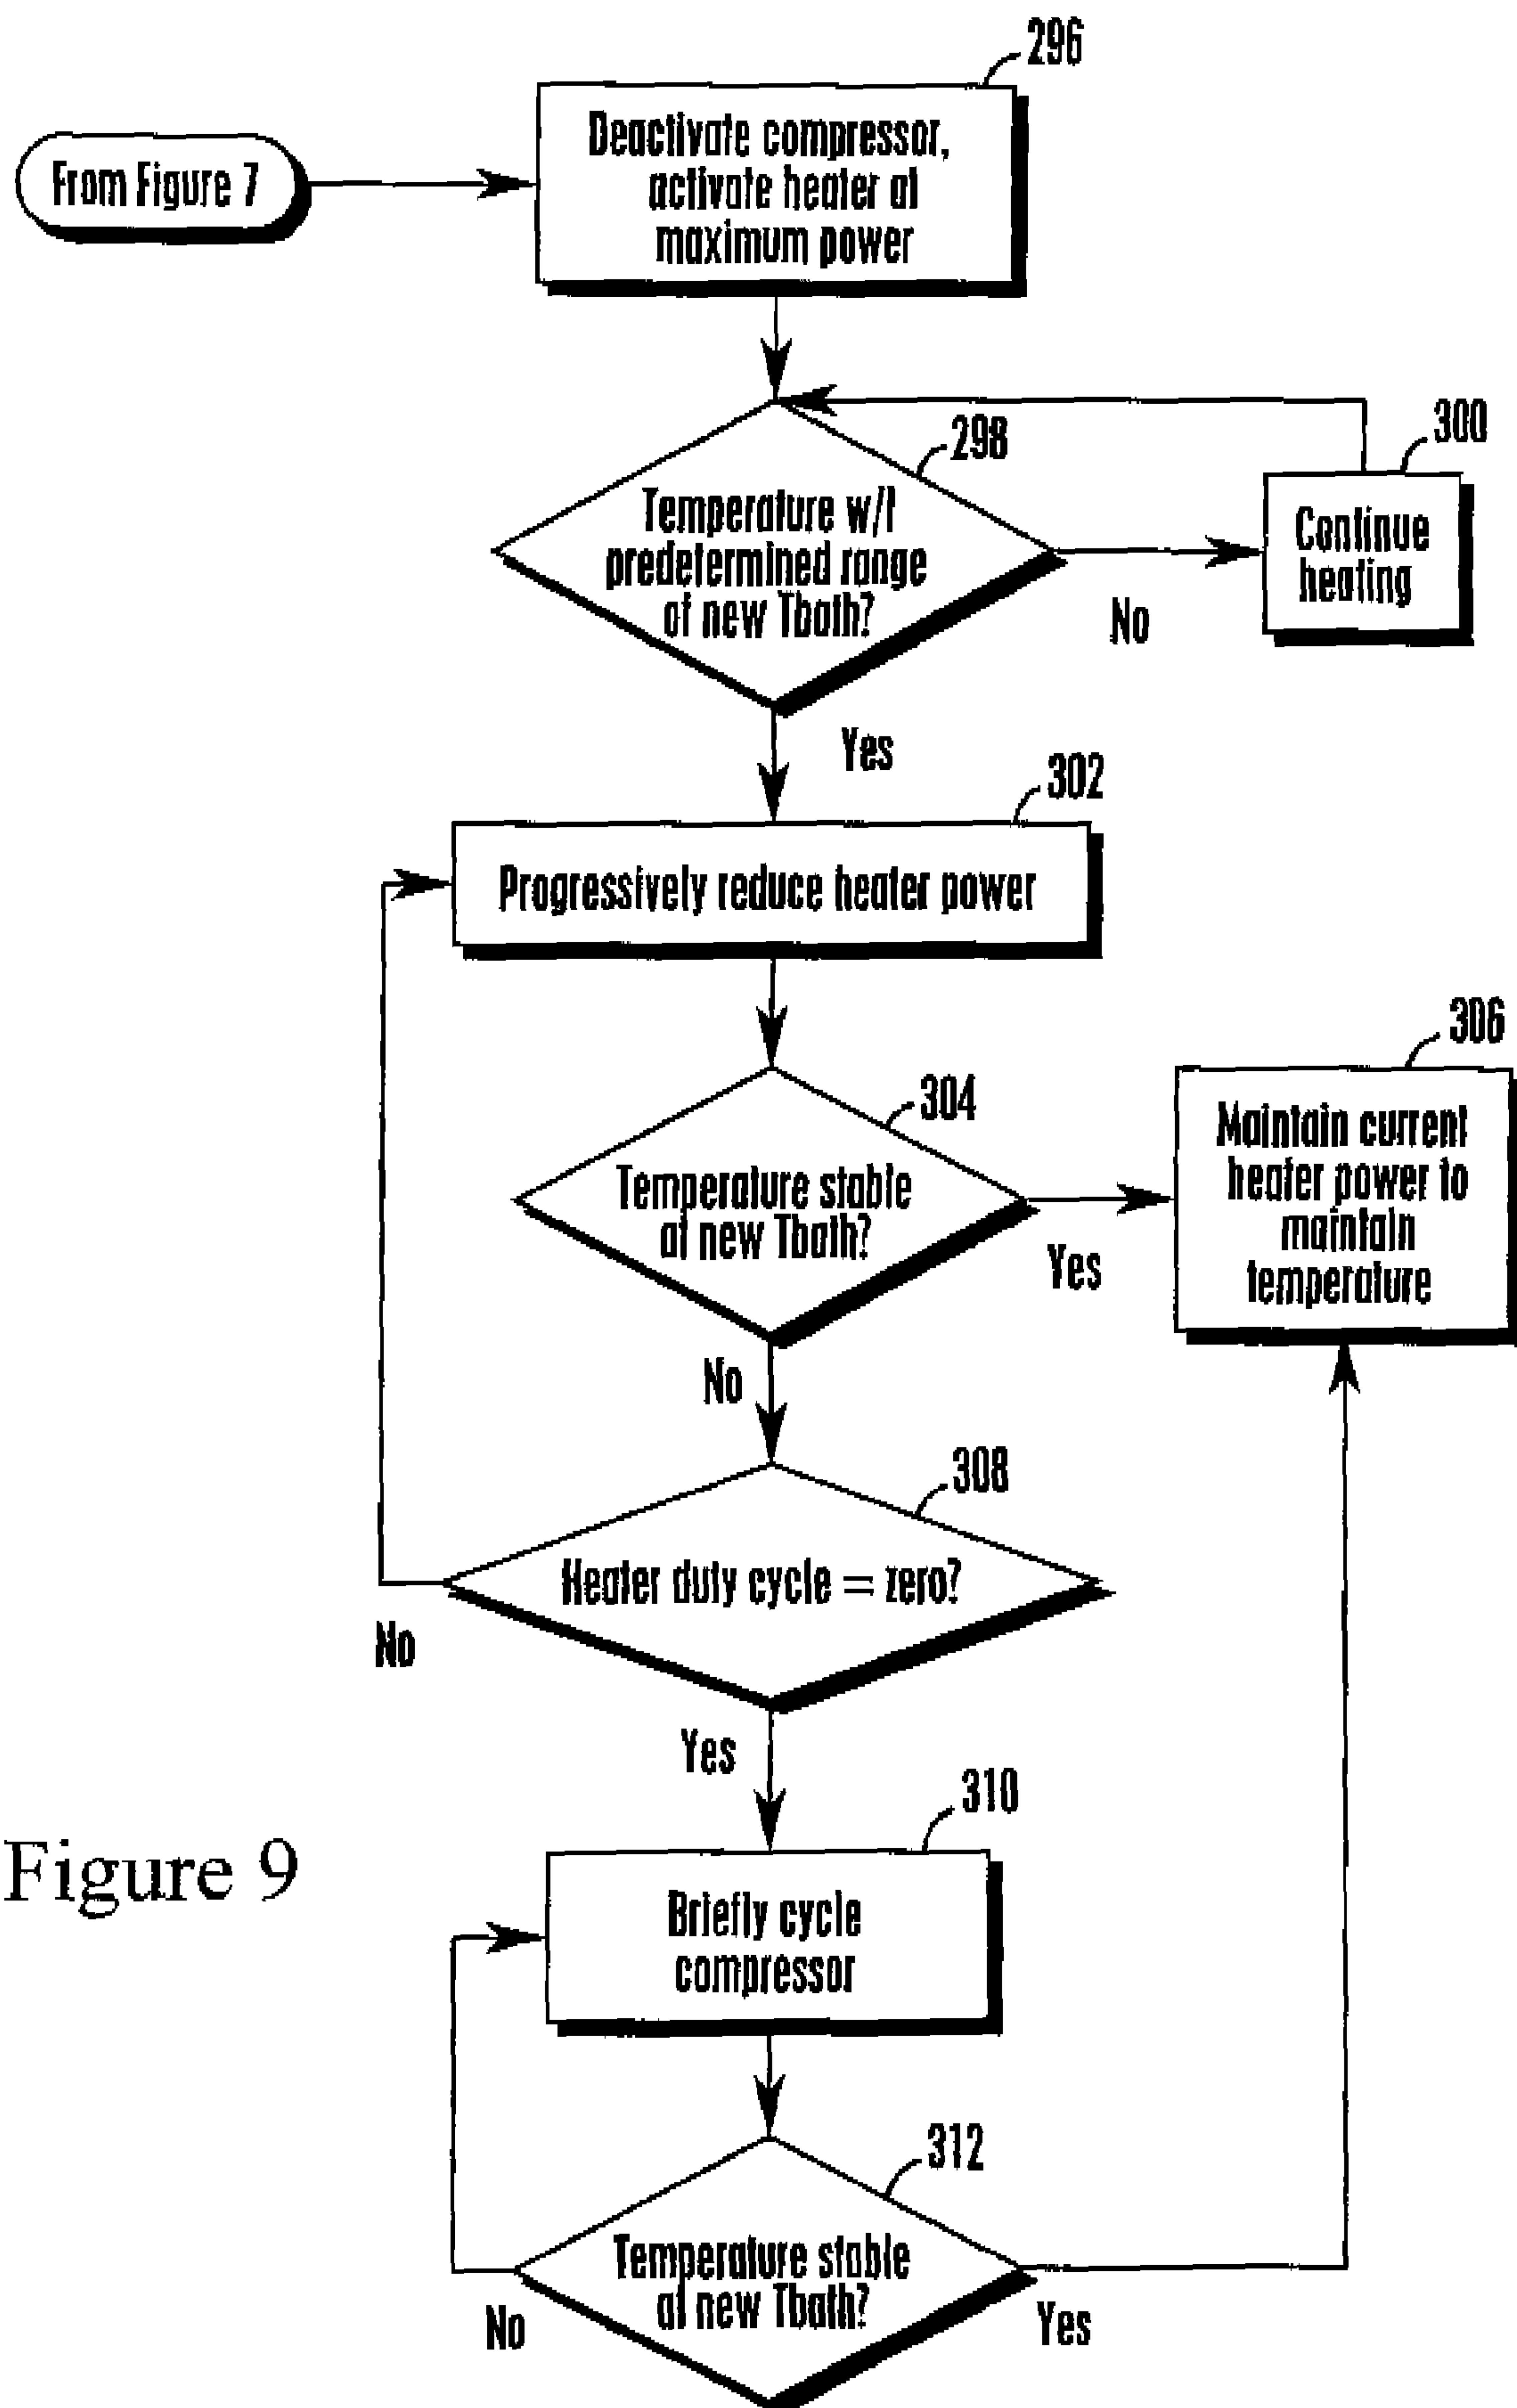 296
Deactivate compressor,
activate heater at
maximum power
From Figure 7
298
Temperature w/i
predetermined range
of new Tbath?
300
Continue
heating
No
Yes
302
Progressively reduce heater power
304
Temperature stable
at new Tbath?
306
Maintain current
heater power to
maintain
temperature
Yes
No
308
Heater duty cycle = zero?
No
Yes
310
Briefly cycle
compressor
Figure 9
312
Temperature stable
at new Tbath?
No
Yes